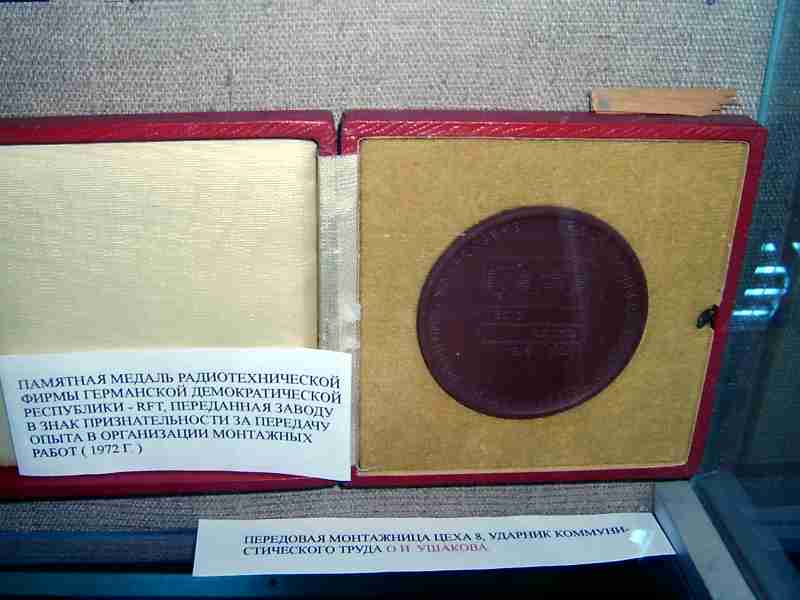 ПАМЯТНАЯ МЕДАЛЬ РАДИОТЕХНИЧЕСКОЙ
ФИРМЫ ГЕРМАНСКОЙ ДЕМОКРАТИЧЕСКОЙ
РЕСПУБЛИКИ - RFT, ПЕРЕДАННАЯ ЗАВОДУ
В ЗНАК ПРИЗНАТЕЛЬНОСТИ ЗА ПЕРЕДАЧУ
ОПЫТА В ОРГАНИЗАЦИИ МОНТАЖНЫХ
РАБОТ ( 1972 Г. )
ПЕРЕДОВАЯ МОНТАЖНИЦА ЦЕХА 8, УДАРНИК КОММУНИ-
СТИЧЕСКОГО ТРУДА О.И. УШАКОВА.